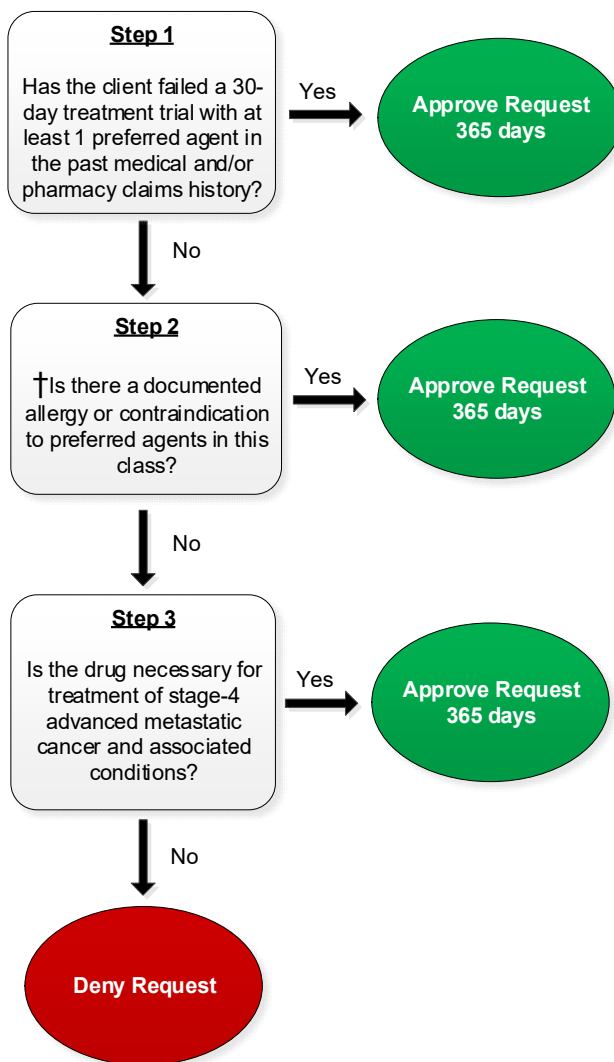 Step 1
Has the client failed a 30-
day treatment trial with at
least 1 preferred agent in
the past medical and/or
pharmacy claims history?
Yes
Approve Request
365 days
No
Step 2
†Is there a documented
allergy or contraindication
to preferred agents in this
class?
Yes
Approve Request
365 days
No
Step 3
Is the drug necessary for
treatment of stage-4
advanced metastatic
cancer and associated
conditions?
Yes
Approve Request
365 days
No
Deny Request